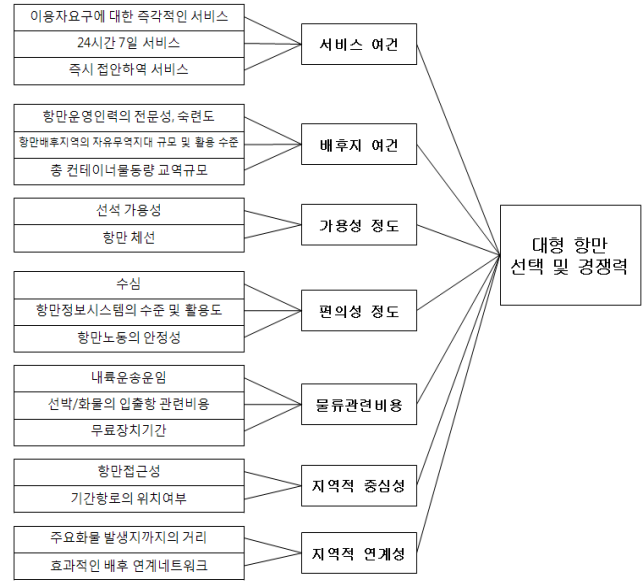 이용자요구에 대한 즉각적인 서비스
24시간 7일 서비스
즉시 접안하역 서비스
서비스 여건
항만운영인력의 전문성, 숙련도
항만배후지역의 자유무역지대 규모 및 활용 수준
총 컨테이너물동량 교역규모
배후지 여건
선석 가용성
항만 체선
가용성 정도
수심
항만정보시스템의 수준 및 활용도
항만노동의 안정성
편의성 정도
내륙운송운임
선박/화물의 입출항 관련비용
무료장치기간
물류관련비용
항만접근성
기간항로의 위치여부
지역적 중심성
주요화물 발생지까지의 거리
효과적인 배후 연계네트워크
지역적 연계성
대형 항만
선택 및 경쟁력